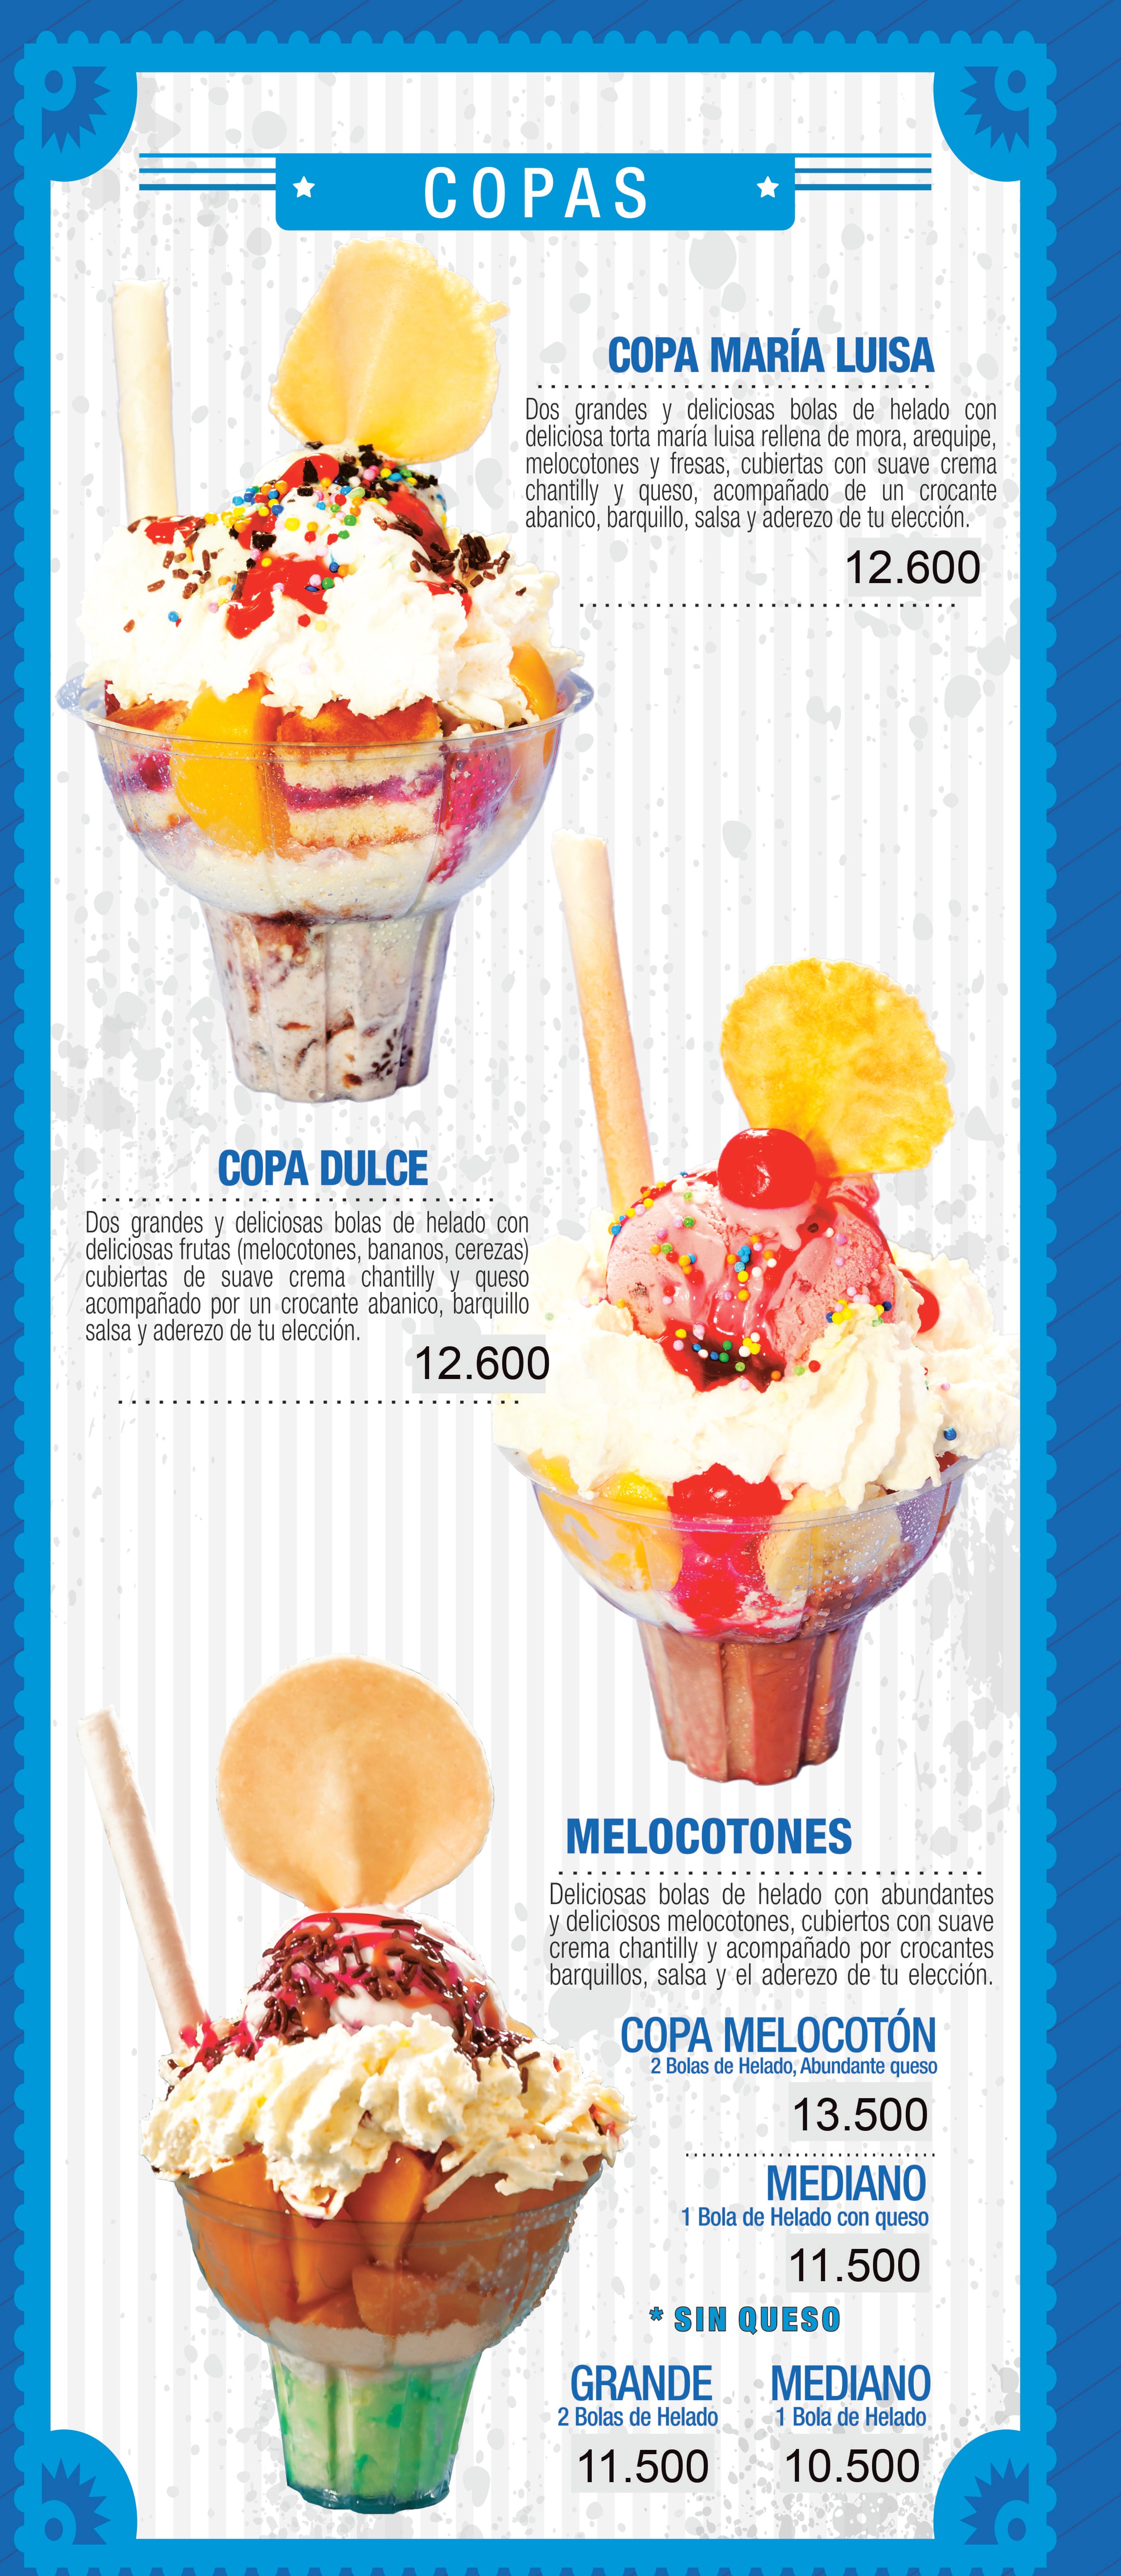 COPAS
COPA MARÍA LUISA
Dos grandes y deliciosas bolas de helado con
deliciosa torta maría luisa rellena de mora, arequipe,
melocotones y fresas, cubiertas con suave crema
chantilly y queso, acompañado de un crocante
abanico, barquillo, salsa y aderezo de tu elección.
12.600
COPA DULCE
Dos grandes y deliciosas bolas de helado con
deliciosas frutas (melocotones, bananos, cerezas)
cubiertas de suave crema chantilly y queso
acompañado por un crocante abanico, barquillo
salsa y aderezo de tu elección.
12.600
MELOCOTONES
Deliciosas bolas de helado con abundantes
y deliciosos melocotones, cubiertos con suave
crema chantilly y acompañado por crocantes
barquillos, salsa y el aderezo de tu elección.
COPA MELOCOTÓN
2 Bolas de Helado, Abundante queso
13.500
MEDIANO
1 Bola de Helado con queso
11.500
* SIN QUESO
GRANDE MEDIANO
2 Bolas de Helado 1 Bola de Helado
11.500 10.500